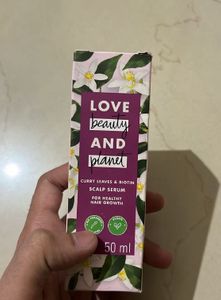 LOVE
beauty
AND
planet
CURRY LEAVES & BIOTIN
SCALP SERUM
FOR HEALTHY
HAIR GROWTH
50 ml